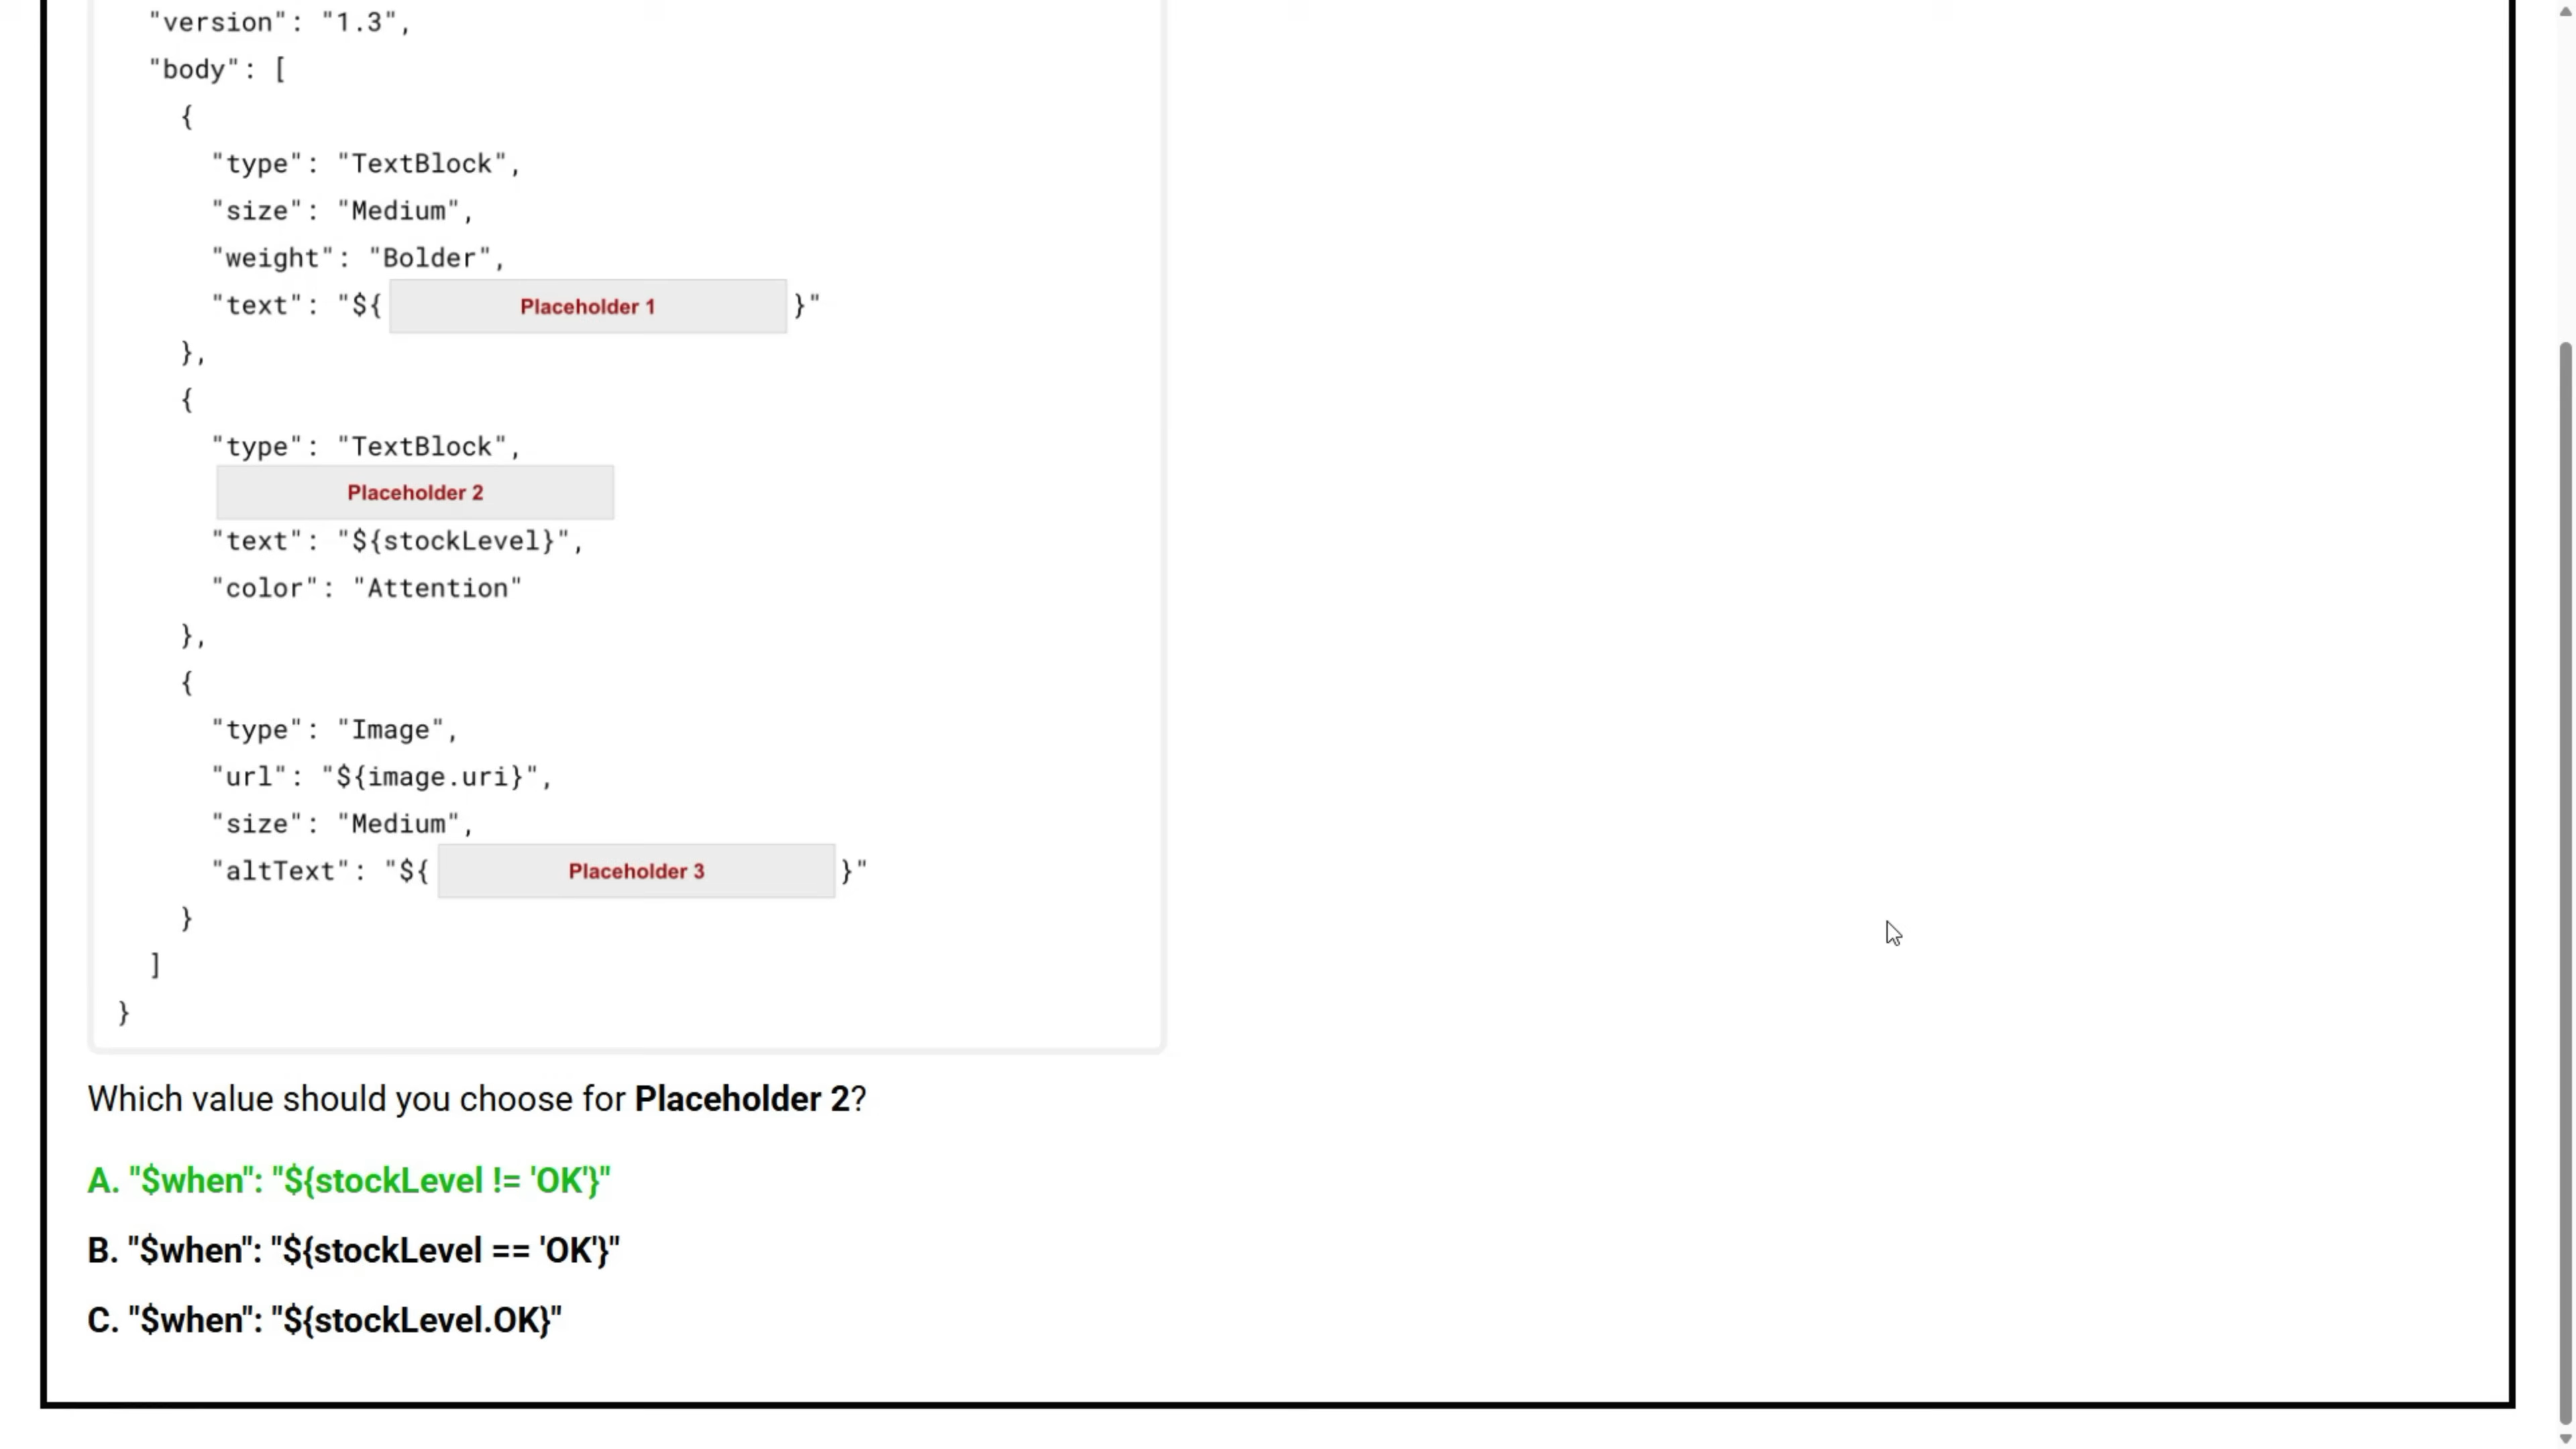 "version": "1.3",
"body": [
{
"type": "TextBlock",
"size": "Medium",
"weight": "Bolder",
"text": "${ Placeholder 1 }"
},
{
"type": "TextBlock",
Placeholder 2
"text": "${stockLevel}",
"color": "Attention"
},
{
"type": "Image",
"url": "${image.uri}",
"size": "Medium",
"altText": "${ Placeholder 3 }"
}
]
}
Which value should you choose for Placeholder 2?
A. "$when": "${stockLevel != 'OK'}"
B. "$when": "${stockLevel == 'OK'}"
C. "$when": "${stockLevel.OK}"